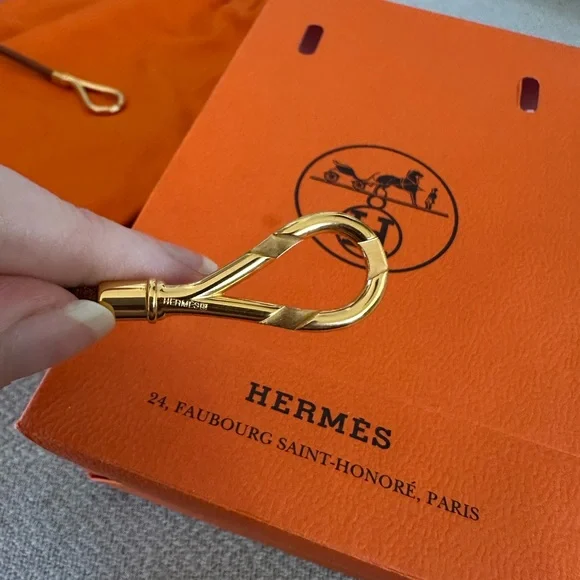 HERMES
HERMÈS
24, FAUBOURG SAINT-HONORÉ, PARIS